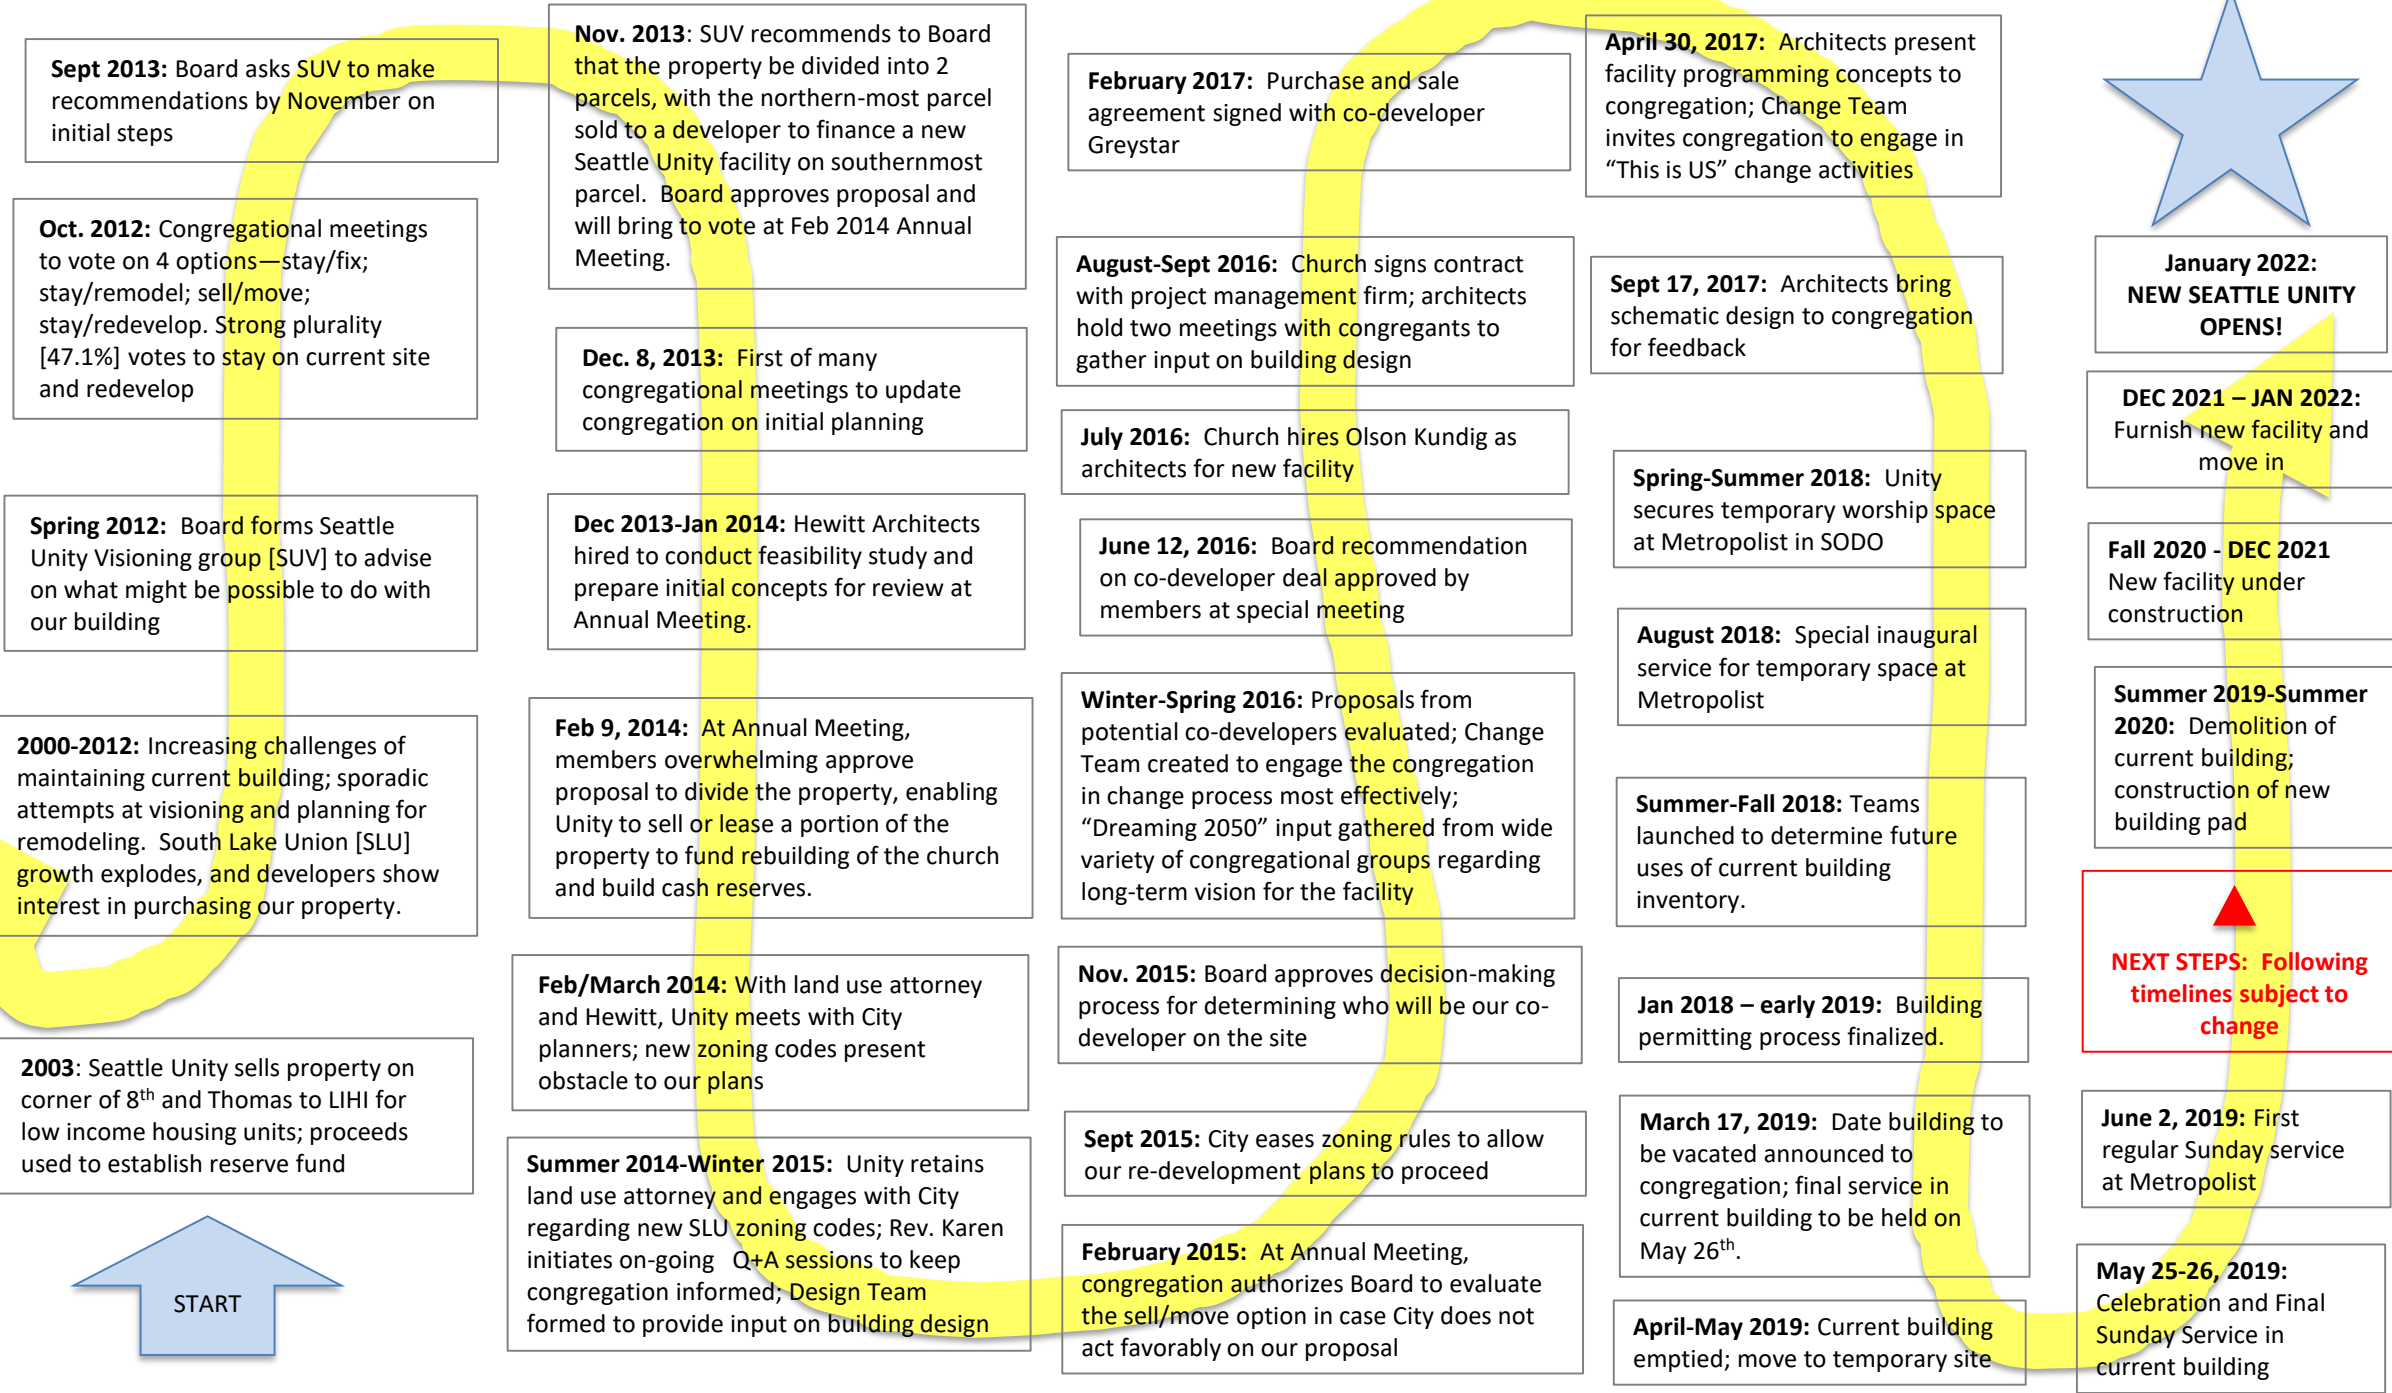 START
2003: Seattle Unity sells property on
corner of 8th and Thomas to LIHI for
low income housing units; proceeds
used to establish reserve fund
2000-2012: Increasing challenges of
maintaining current building; sporadic
attempts at visioning and planning for
remodeling.  South Lake Union [SLU]
growth explodes, and developers show
interest in purchasing our property.
Spring 2012:  Board forms Seattle
Unity Visioning group [SUV] to advise
on what might be possible to do with
our building
Oct. 2012: Congregational meetings
to vote on 4 options—stay/fix;
stay/remodel; sell/move;
stay/redevelop. Strong plurality
[47.1%] votes to stay on current site
and redevelop
Sept 2013: Board asks SUV to make
recommendations by November on
initial steps
Nov. 2013: SUV recommends to Board
that the property be divided into 2
parcels, with the northern-most parcel
sold to a developer to finance a new
Seattle Unity facility on southernmost
parcel.  Board approves proposal and
will bring to vote at Feb 2014 Annual
Meeting.
Dec. 8, 2013:  First of many
congregational meetings to update
congregation on initial planning
Dec 2013-Jan 2014: Hewitt Architects
hired to conduct feasibility study and
prepare initial concepts for review at
Annual Meeting.
Feb 9, 2014:  At Annual Meeting,
members overwhelming approve
proposal to divide the property, enabling
Unity to sell or lease a portion of the
property to fund rebuilding of the church
and build cash reserves.
Feb/March 2014: With land use attorney
and Hewitt, Unity meets with City
planners; new zoning codes present
obstacle to our plans
Summer 2014-Winter 2015:  Unity retains
land use attorney and engages with City
regarding new SLU zoning codes; Rev. Karen
initiates on-going   Q+A sessions to keep
congregation informed; Design Team
formed to provide input on building design
February 2015:  At Annual Meeting,
congregation authorizes Board to evaluate
the sell/move option in case City does not
act favorably on our proposal
Sept 2015: City eases zoning rules to allow
our re-development plans to proceed
Nov. 2015: Board approves decision-making
process for determining who will be our co-
developer on the site
Winter-Spring 2016: Proposals from
potential co-developers evaluated; Change
Team created to engage the congregation
in change process most effectively;
“Dreaming 2050” input gathered from wide
variety of congregational groups regarding
long-term vision for the facility
June 12, 2016:  Board recommendation
on co-developer deal approved by
members at special meeting
July 2016:  Church hires Olson Kundig as
architects for new facility
August-Sept 2016:  Church signs contract
with project management firm; architects
hold two meetings with congregants to
gather input on building design
February 2017:  Purchase and sale
agreement signed with co-developer
Greystar
April 30, 2017:  Architects present
facility programming concepts to
congregation; Change Team
invites congregation to engage in
“This is US” change activities
Sept 17, 2017:  Architects bring
schematic design to congregation
for feedback
Spring-Summer 2018:  Unity
secures temporary worship space
at Metropolist in SODO
August 2018:  Special inaugural
service for temporary space at
Metropolist
Summer-Fall 2018: Teams
launched to determine future
uses of current building
inventory.
Jan 2018 – early 2019:  Building
permitting process finalized.
March 17, 2019:  Date building to
be vacated announced to
congregation; final service in
current building to be held on
May 26th.
April-May 2019: Current building
emptied; move to temporary site
May 25-26, 2019:
Celebration and Final
Sunday Service in
current building
June 2, 2019: First
regular Sunday service
at Metropolist
NEXT STEPS:  Following
timelines subject to
change
Summer 2019-Summer
2020:  Demolition of
current building;
construction of new
building pad
Fall 2020 - DEC 2021
New facility under
construction
DEC 2021 – JAN 2022:
Furnish new facility and
move in
January 2022:
NEW SEATTLE UNITY
OPENS!